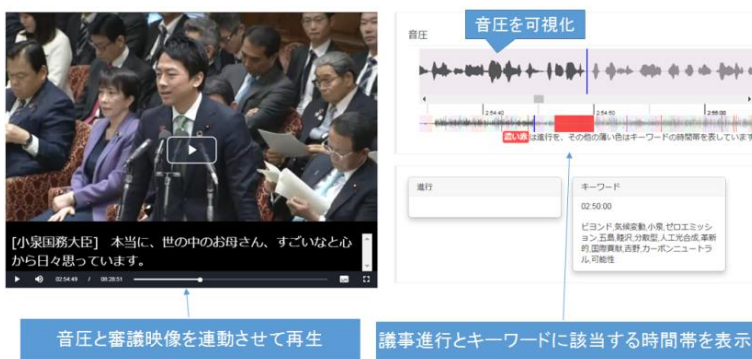 音圧を可視化
音圧
2:54:40
2:54:50
2:55:00
濃い赤は進行を、その他の薄い色はキーワードの時間帯を表しています
進行
キーワード
02:50:00
ビヨンド,気候変動,小泉,ゼロエミッシ
ョン,五島,睡沢,分散型,人工光合成,革新
的,国際貢献,吉野,カーボンニュートラ
ル,可能性
[小泉国務大臣] 本当に、世の中のお母さん、すごいなと心
から日々思っています。
02:54:49 / 08:28:51
音圧と審議映像を連動させて再生
議事進行とキーワードに該当する時間帯を表示